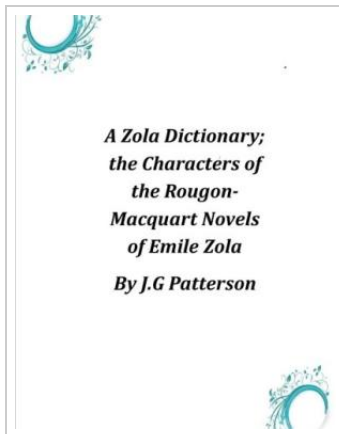 A Zola Dictionary;
the Characters of
the Rougon-
Macquart Novels
of Emile Zola
By J.G Patterson